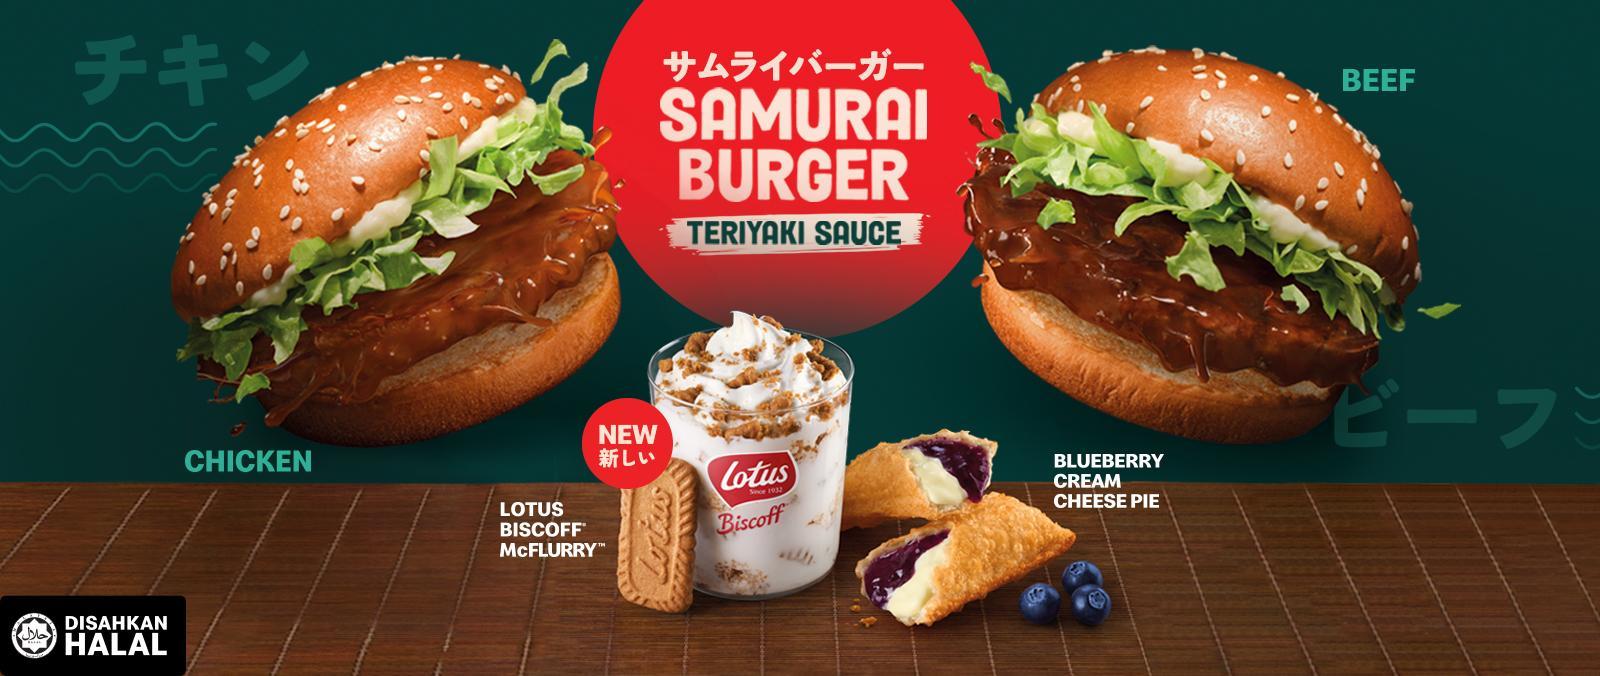 チキン
サムライバーガー
SAMURAI
BURGER
TERIYAKI SAUCE
BEEF
CHICKEN
ビーフ
NEW
新しい
LOTUS
BISCOFF®
McFLURRY™
Lotus
Since 1932
Biscoff
Lotus
BLUEBERRY
CREAM
CHEESE PIE
حلال
DISAHKAN
HALAL